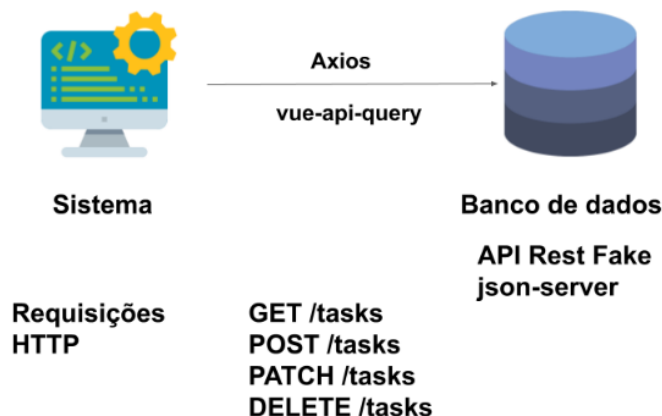 </>
Axios
vue-api-query
Sistema
Banco de dados
API Rest Fake
json-server
Requisições
HTTP
GET /tasks
POST /tasks
PATCH /tasks
DELETE /tasks